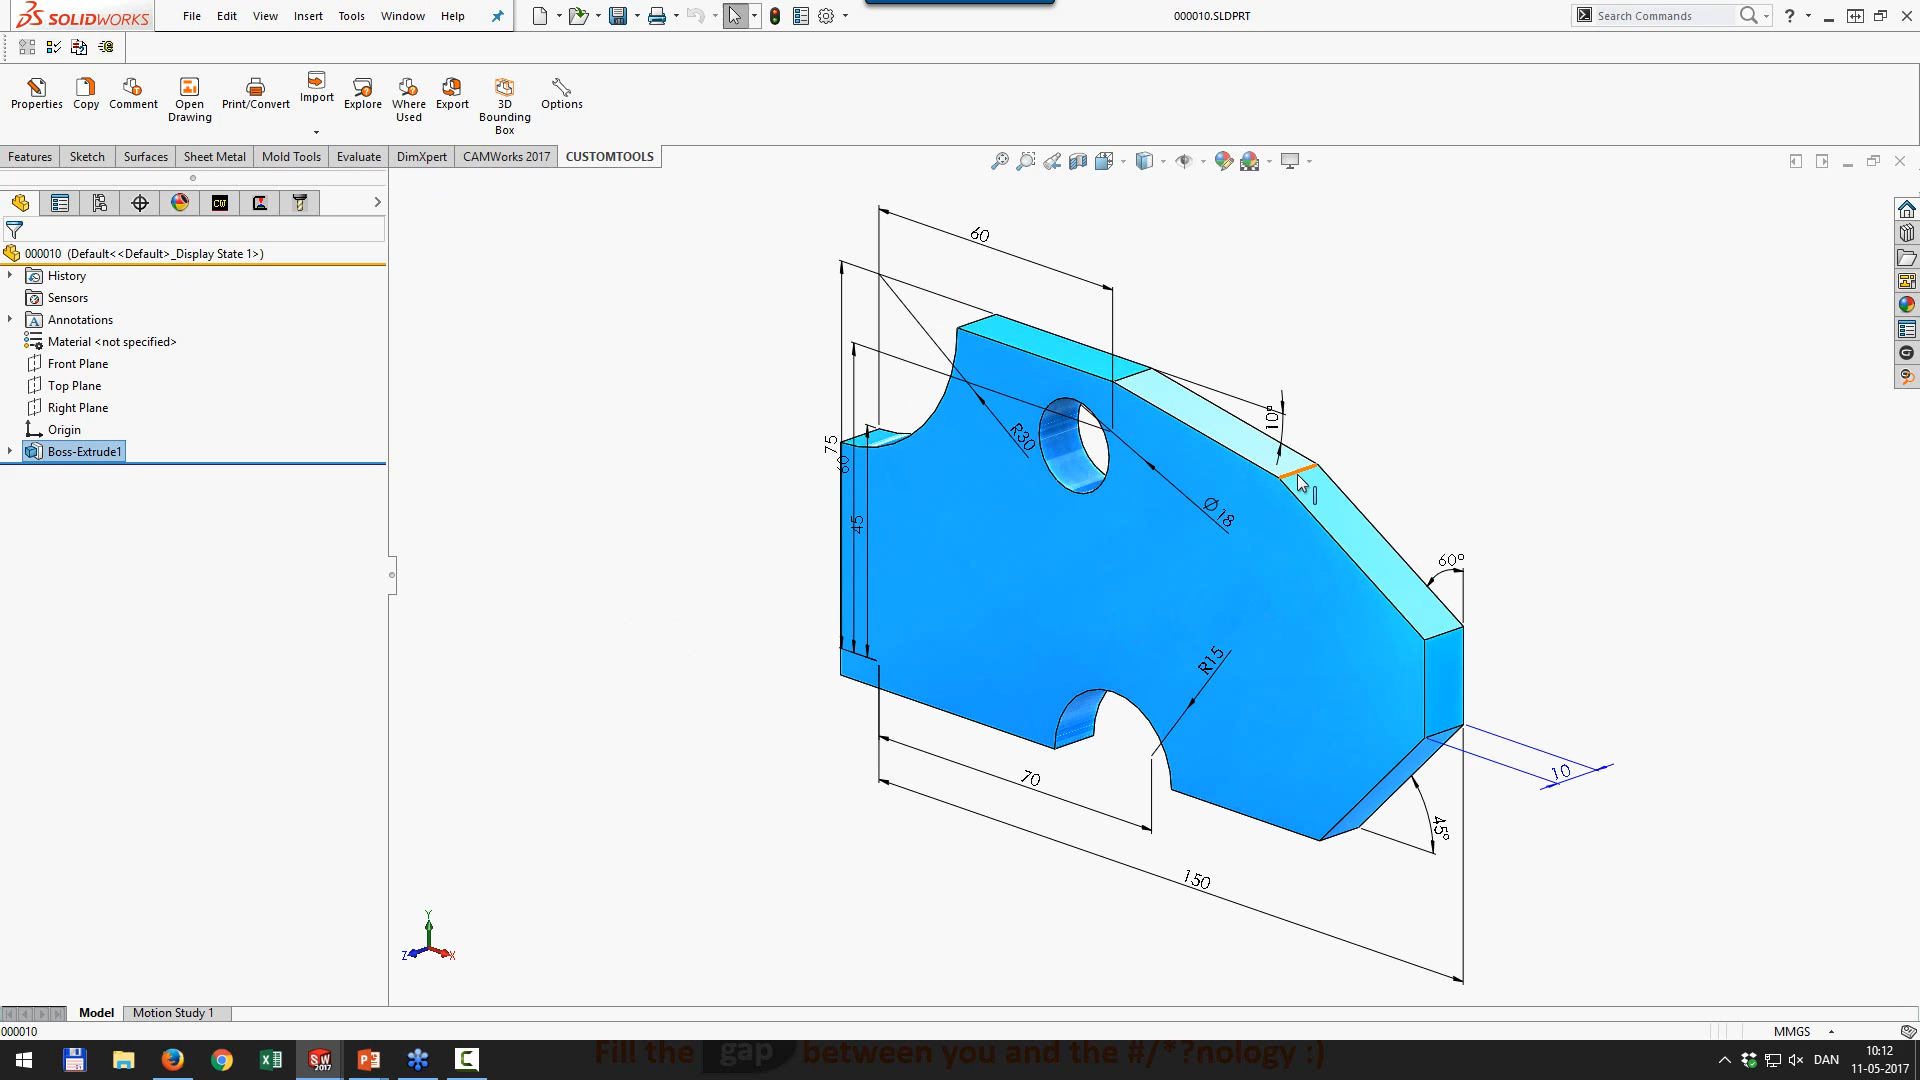 SOLIDWORKS
File Edit View Insert Tools Window Help
000010.SLDPRT
Search Commands
Properties Copy Comment Open Drawing Print/Convert Import Explore Where Used Export 3D Bounding Box Options
Features Sketch Surfaces Sheet Metal Mold Tools Evaluate DimXpert CAMWorks 2017 CUSTOMTOOLS
000010 (Default<<Default>_Display State 1>)
History
Sensors
Annotations
Material <not specified>
Front Plane
Top Plane
Right Plane
Origin
Boss-Extrude1
60
10°
R30
75
60
45
Ø18
60°
R15
10
70
45°
150
Y
Z
X
Model Motion Study 1
000010
MMGS
Fill the gap between you and the #/*?nology :)
DAN
10:12
11-05-2017